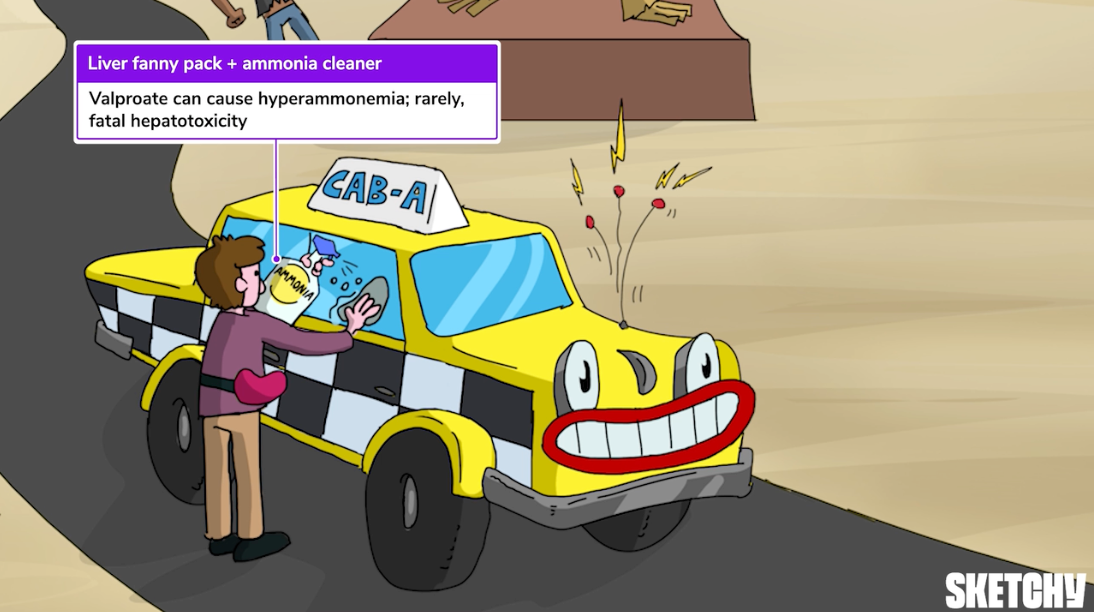 Liver fanny pack + ammonia cleaner
Valproate can cause hyperammonemia; rarely,
fatal hepatotoxicity
CAB-A
AMMONIA
SKETCHY